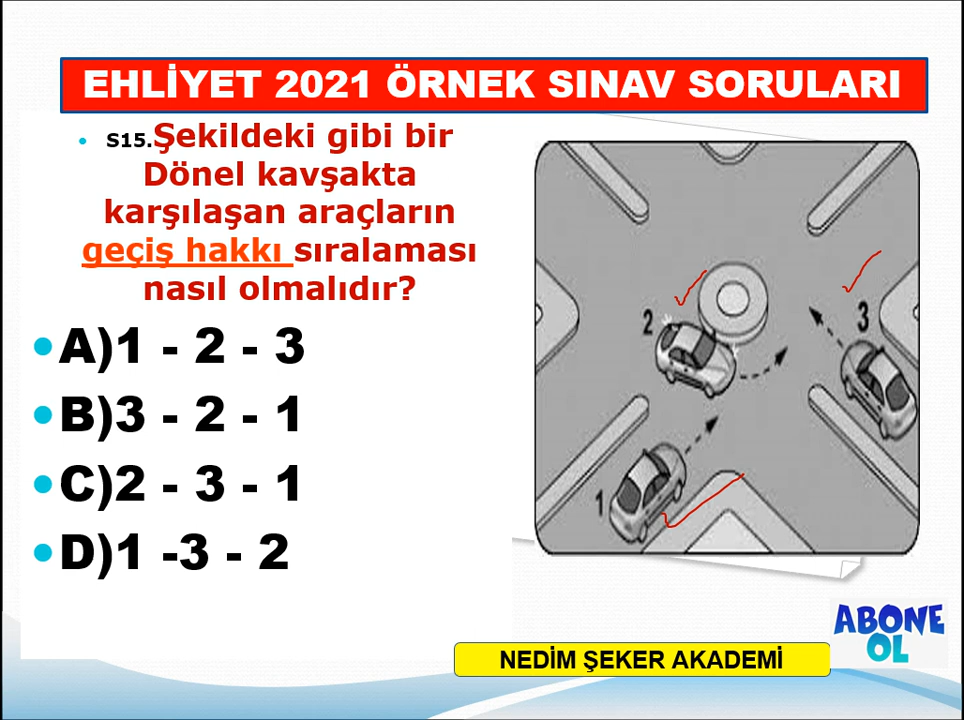 EHLİYET 2021 ÖRNEK SINAV SORULARI
S15.Şekildeki gibi bir
Dönel kavşakta
karşılaşan araçların
geçiş hakkı sıralaması
nasıl olmalıdır?
A)1 - 2 - 3
B)3 - 2 - 1
C)2 - 3 - 1
D)1 -3 - 2
2
3
1
ABONE
OL
NEDİM ŞEKER AKADEMİ